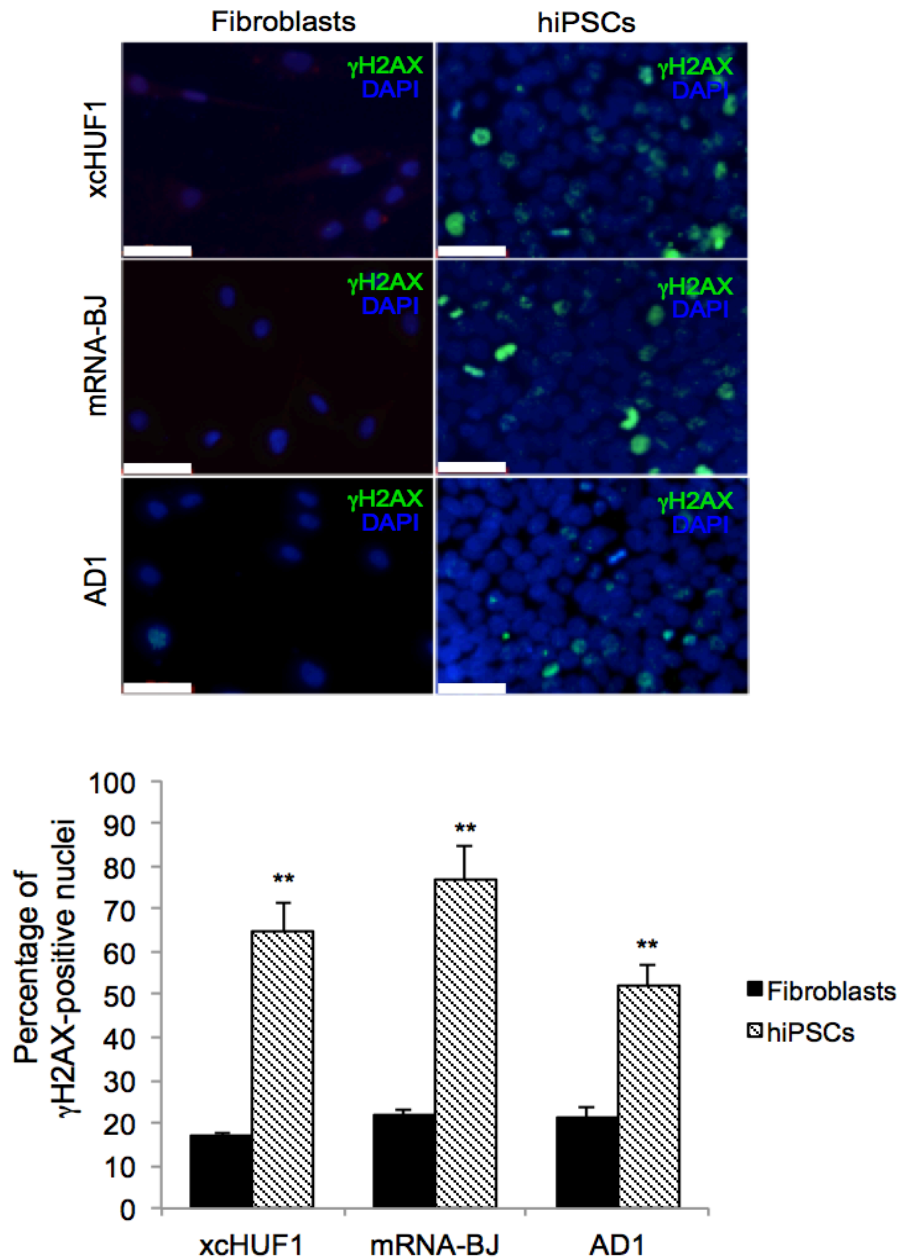 Fibroblasts hiPSCs
xcHUF1
γH2AX
DAPI
γH2AX
DAPI
mRNA-BJ
γH2AX
DAPI
γH2AX
DAPI
AD1
γH2AX
DAPI
γH2AX
DAPI
Percentage of
γH2AX-positive nuclei
100
90
80
70
60
50
40
30
20
10
0
**
**
**
xcHUF1 mRNA-BJ AD1
Fibroblasts
hiPSCs